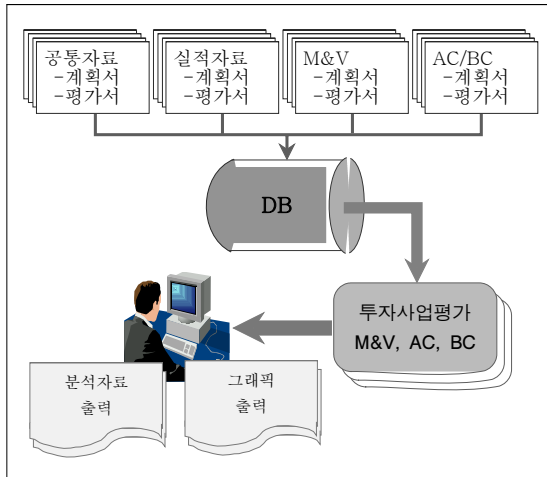 공통자료
-계획서
-평가서
실적자료
-계획서
-평가서
M&V
-계획서
-평가서
AC/BC
-계획서
-평가서
DB
투자사업평가
M&V, AC, BC
분석자료
출력
그래픽
출력